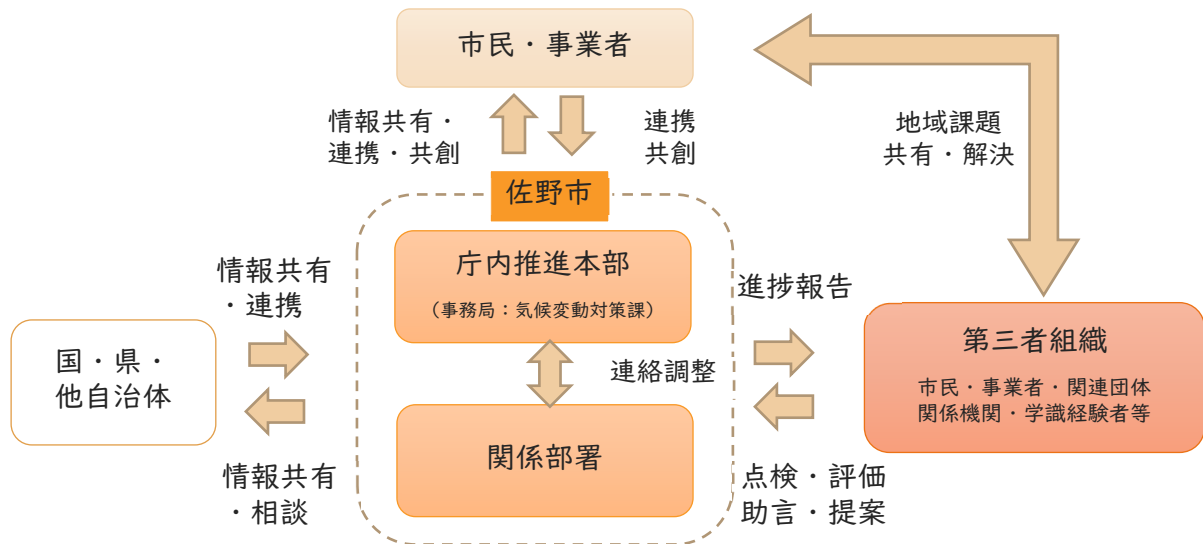 市民・事業者
情報共有・
連携・共創
連携
共創
地域課題
共有・解決
佐野市
庁内推進本部
(事務局:気候変動対策課)
連絡調整
関係部署
情報共有
・連携
国・県・
他自治体
情報共有
・相談
進捗報告
第三者組織
市民・事業者・関連団体
関係機関・学識経験者等
点検・評価
助言・提案